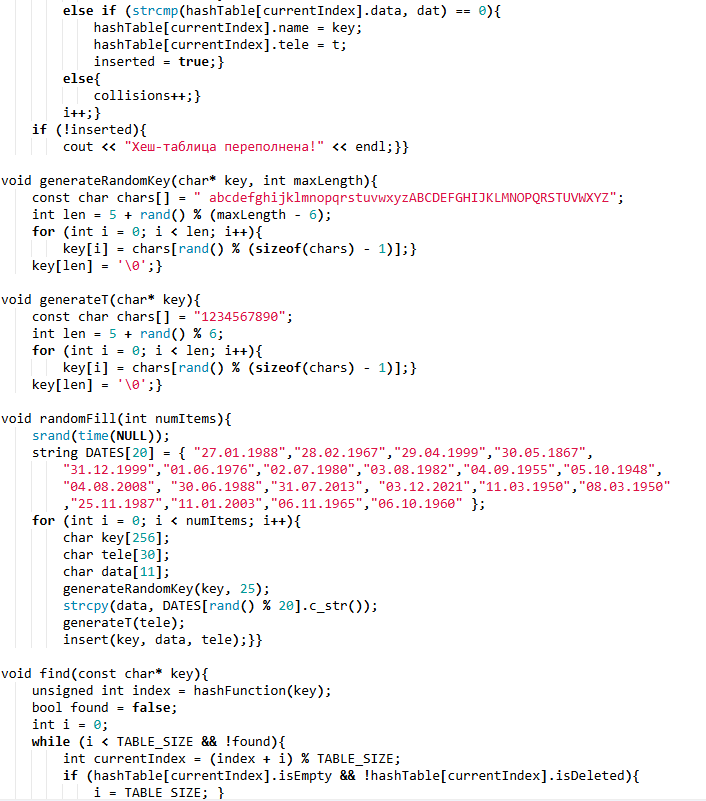 else if (strcmp(hashTable[currentIndex].data, dat) == 0){
            hashTable[currentIndex].name = key;
            hashTable[currentIndex].tele = t;
            inserted = true;}
        else{
            collisions++;}
        i++;}
    if (!inserted){
        cout << "Хеш-таблица переполнена!" << endl;}}

void generateRandomKey(char* key, int maxLength){
    const char chars[] = " abcdefghijklmnopqrstuvwxyzABCDEFGHIJKLMNOPQRSTUVWXYZ";
    int len = 5 + rand() % (maxLength - 6);
    for (int i = 0; i < len; i++){
        key[i] = chars[rand() % (sizeof(chars) - 1)];}
    key[len] = '\0';}

void generateT(char* key){
    const char chars[] = "1234567890";
    int len = 5 + rand() % 6;
    for (int i = 0; i < len; i++){
        key[i] = chars[rand() % (sizeof(chars) - 1)];}
    key[len] = '\0';}

void randomFill(int numItems){
    srand(time(NULL));
    string DATES[20] = { "27.01.1988","28.02.1967","29.04.1999","30.05.1867",
        "31.12.1999","01.06.1976","02.07.1980","03.08.1982","04.09.1955","05.10.1948",
        "04.08.2008", "30.06.1988","31.07.2013", "03.12.2021","11.03.1950","08.03.1950"
        ,"25.11.1987","11.01.2003","06.11.1965","06.10.1960" };
    for (int i = 0; i < numItems; i++){
        char key[256];
        char tele[30];
        char data[11];
        generateRandomKey(key, 25);
        strcpy(data, DATES[rand() % 20].c_str());
        generateT(tele);
        insert(key, data, tele);}}

void find(const char* key){
    unsigned int index = hashFunction(key);
    bool found = false;
    int i = 0;
    while (i < TABLE_SIZE && !found){
        int currentIndex = (index + i) % TABLE_SIZE;
        if (hashTable[currentIndex].isEmpty && !hashTable[currentIndex].isDeleted){
            i = TABLE_SIZE; }